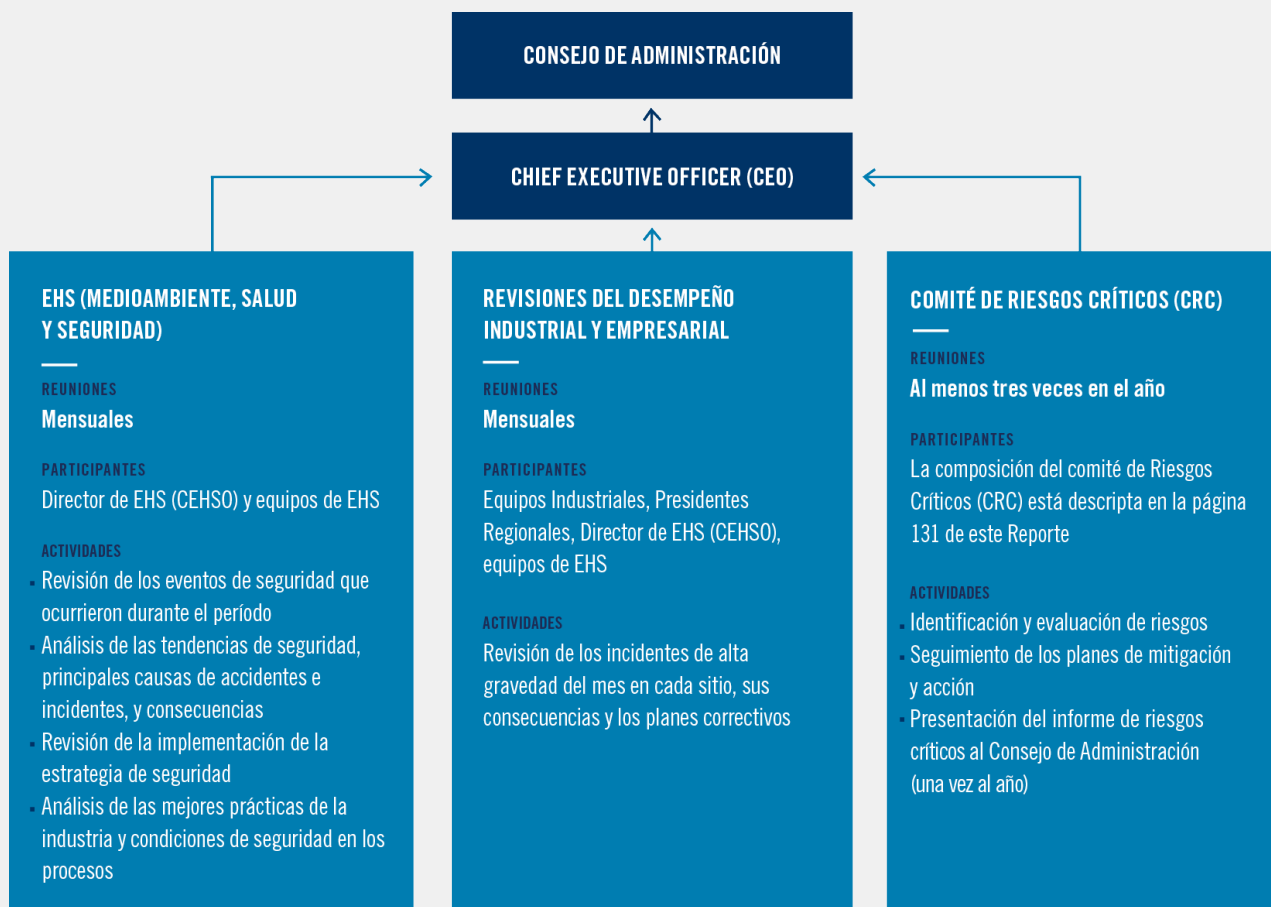 CONSEJO DE ADMINISTRACIÓN
CHIEF EXECUTIVE OFFICER (CEO)
EHS (MEDIOAMBIENTE, SALUD
Y SEGURIDAD)
REUNIONES
Mensuales
PARTICIPANTES
Director de EHS (CEHSO) y equipos de EHS
ACTIVIDADES
▪ Revisión de los eventos de seguridad que
ocurrieron durante el período
▪ Análisis de las tendencias de seguridad,
principales causas de accidentes e
incidentes, y consecuencias
▪ Revisión de la implementación de la
estrategia de seguridad
▪ Análisis de las mejores prácticas de la
industria y condiciones de seguridad en los
procesos
REVISIONES DEL DESEMPEÑO
INDUSTRIAL Y EMPRESARIAL
REUNIONES
Mensuales
PARTICIPANTES
Equipos Industriales, Presidentes
Regionales, Director de EHS (CEHSO),
equipos de EHS
ACTIVIDADES
Revisión de los incidentes de alta
gravedad del mes en cada sitio, sus
consecuencias y los planes correctivos
COMITÉ DE RIESGOS CRÍTICOS (CRC)
REUNIONES
Al menos tres veces en el año
PARTICIPANTES
La composición del comité de Riesgos
Críticos (CRC) está descripta en la página
131 de este Reporte
ACTIVIDADES
▪ Identificación y evaluación de riesgos
▪ Seguimiento de los planes de mitigación
y acción
▪ Presentación del informe de riesgos
críticos al Consejo de Administración
(una vez al año)